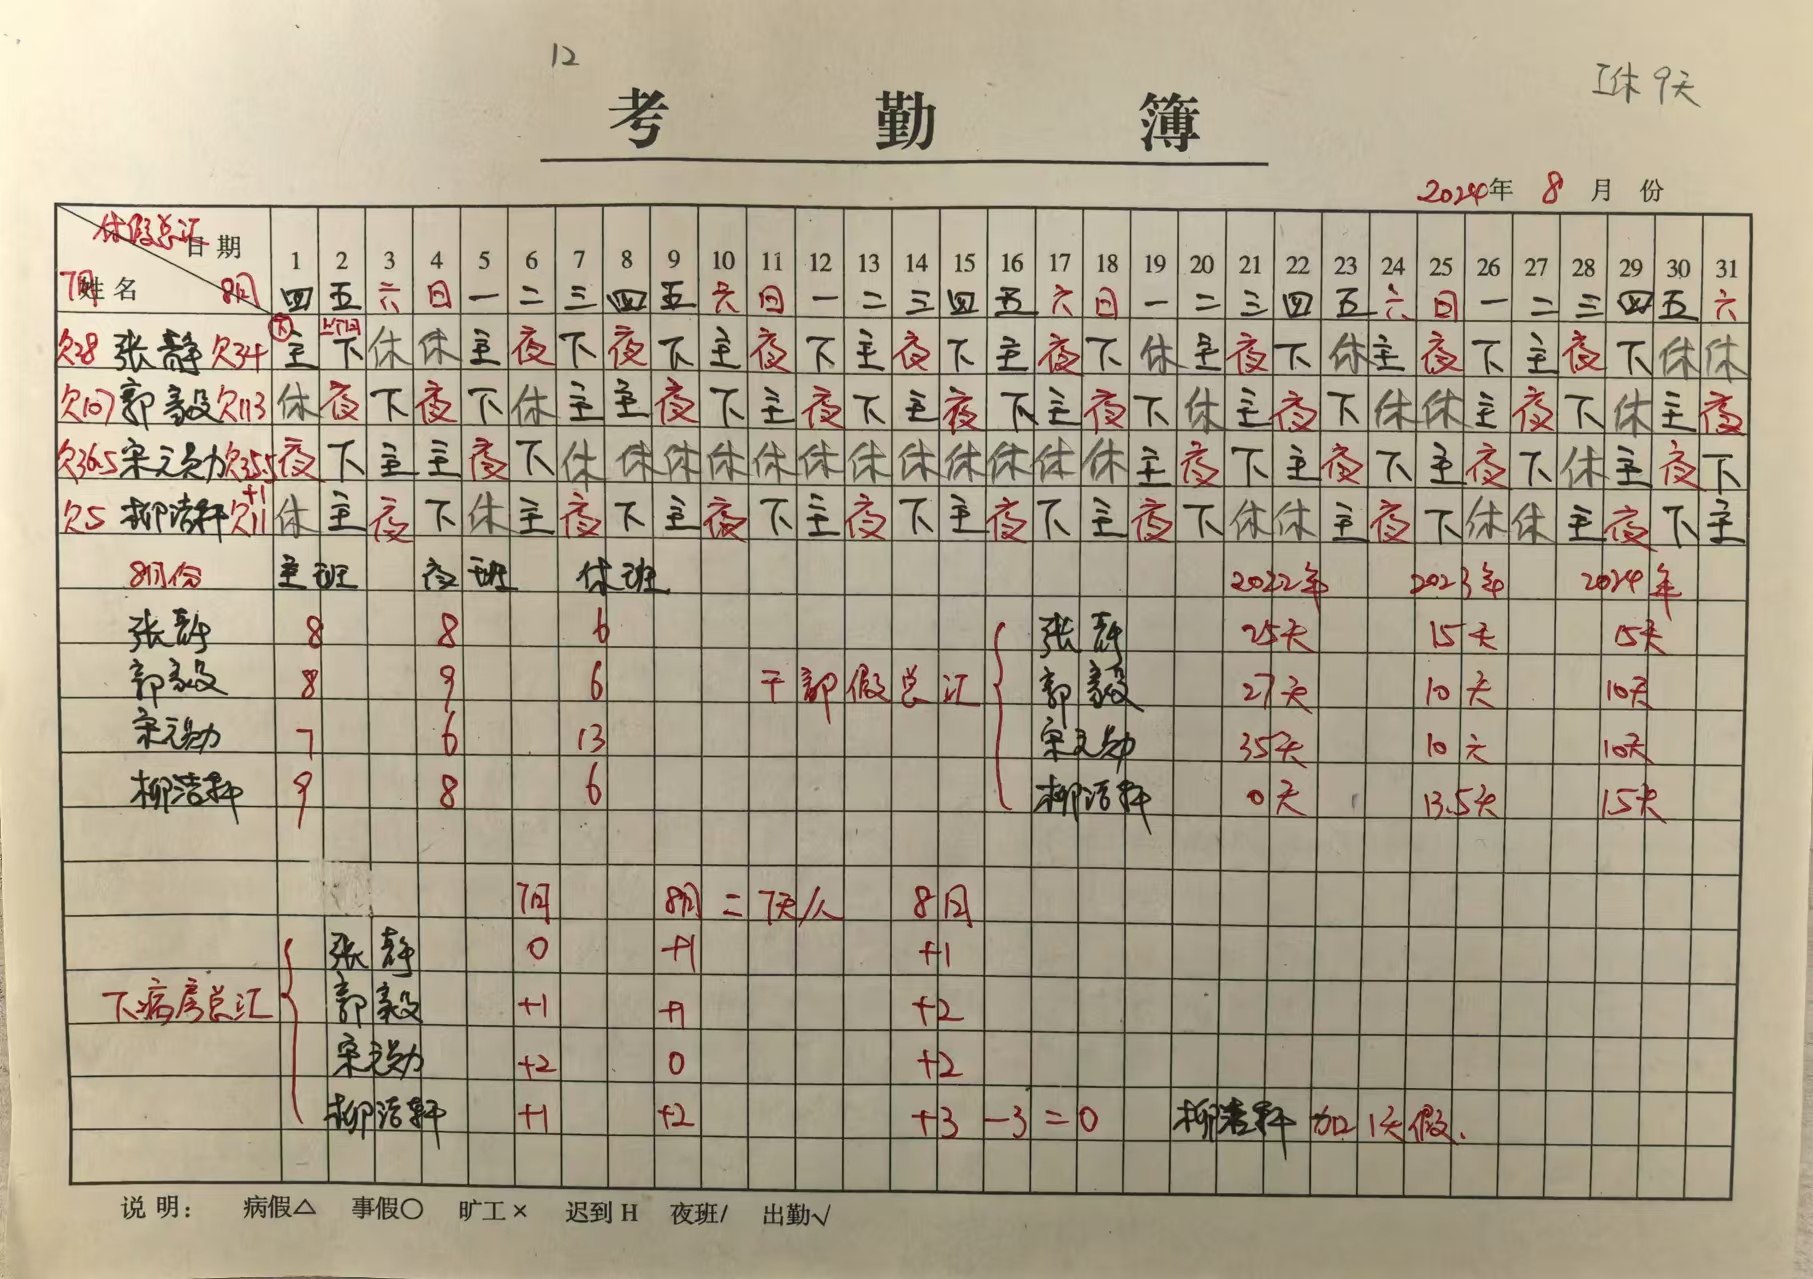 12
工休9天
考勤簿
2024年 8 月 份
休假总汇 日期 1 2 3 4 5 6 7 8 9 10 11 12 13 14 15 16 17 18 19 20 21 22 23 24 25 26 27 28 29 30 31
7月 姓名 8月 四 五 六 日 一 二 三 四 五 六 日 一 二 三 四 五 六 日 一 二 三 四 五 六 日 一 二 三 四 五 六
下
欠28 张静 欠34 主 下 休 休 主 夜 下 夜 下 主 夜 下 主 夜 下 主 夜 下 休 主 夜 下 休 主 夜 下 主 夜 下 休 休
欠107 郭毅 欠113 休 夜 下 夜 下 休 主 主 夜 下 主 夜 下 主 夜 下 主 夜 下 休 主 夜 下 休 休 主 夜 下 休 主 夜
欠36.5 宋元勋 欠35.5 夜 下 主 主 夜 下 休 休 休 休 休 休 休 休 休 休 休 休 主 夜 下 主 夜 下 主 夜 下 休 主 夜 下
+1
欠5 柳洁轩 欠11 休 主 夜 下 休 主 夜 下 主 夜 下 主 夜 下 主 夜 下 主 夜 下 休 休 主 夜 下 休 休 主 夜 下 主
8月份 主班 夜班 休班 2022年 2023年 2024年
张静 8 8 6 张静 25天 15天 15天
郭毅 8 9 6 干部假总汇 郭毅 27天 10天 10天
宋元勋 7 6 13 宋元勋 35天 10天 10天
柳洁轩 9 8 6 柳洁轩 0天 13.5天 15天
7月 8月=7天/人 8月
张静 0 +1 +1
下病房总汇 郭毅 +1 +1 +2
宋元勋 +2 0 +2
柳洁轩 +1 +2 +3-3=0 柳洁轩 加1天假.
说明: 病假△ 事假○ 旷工× 迟到H 夜班/ 出勤√